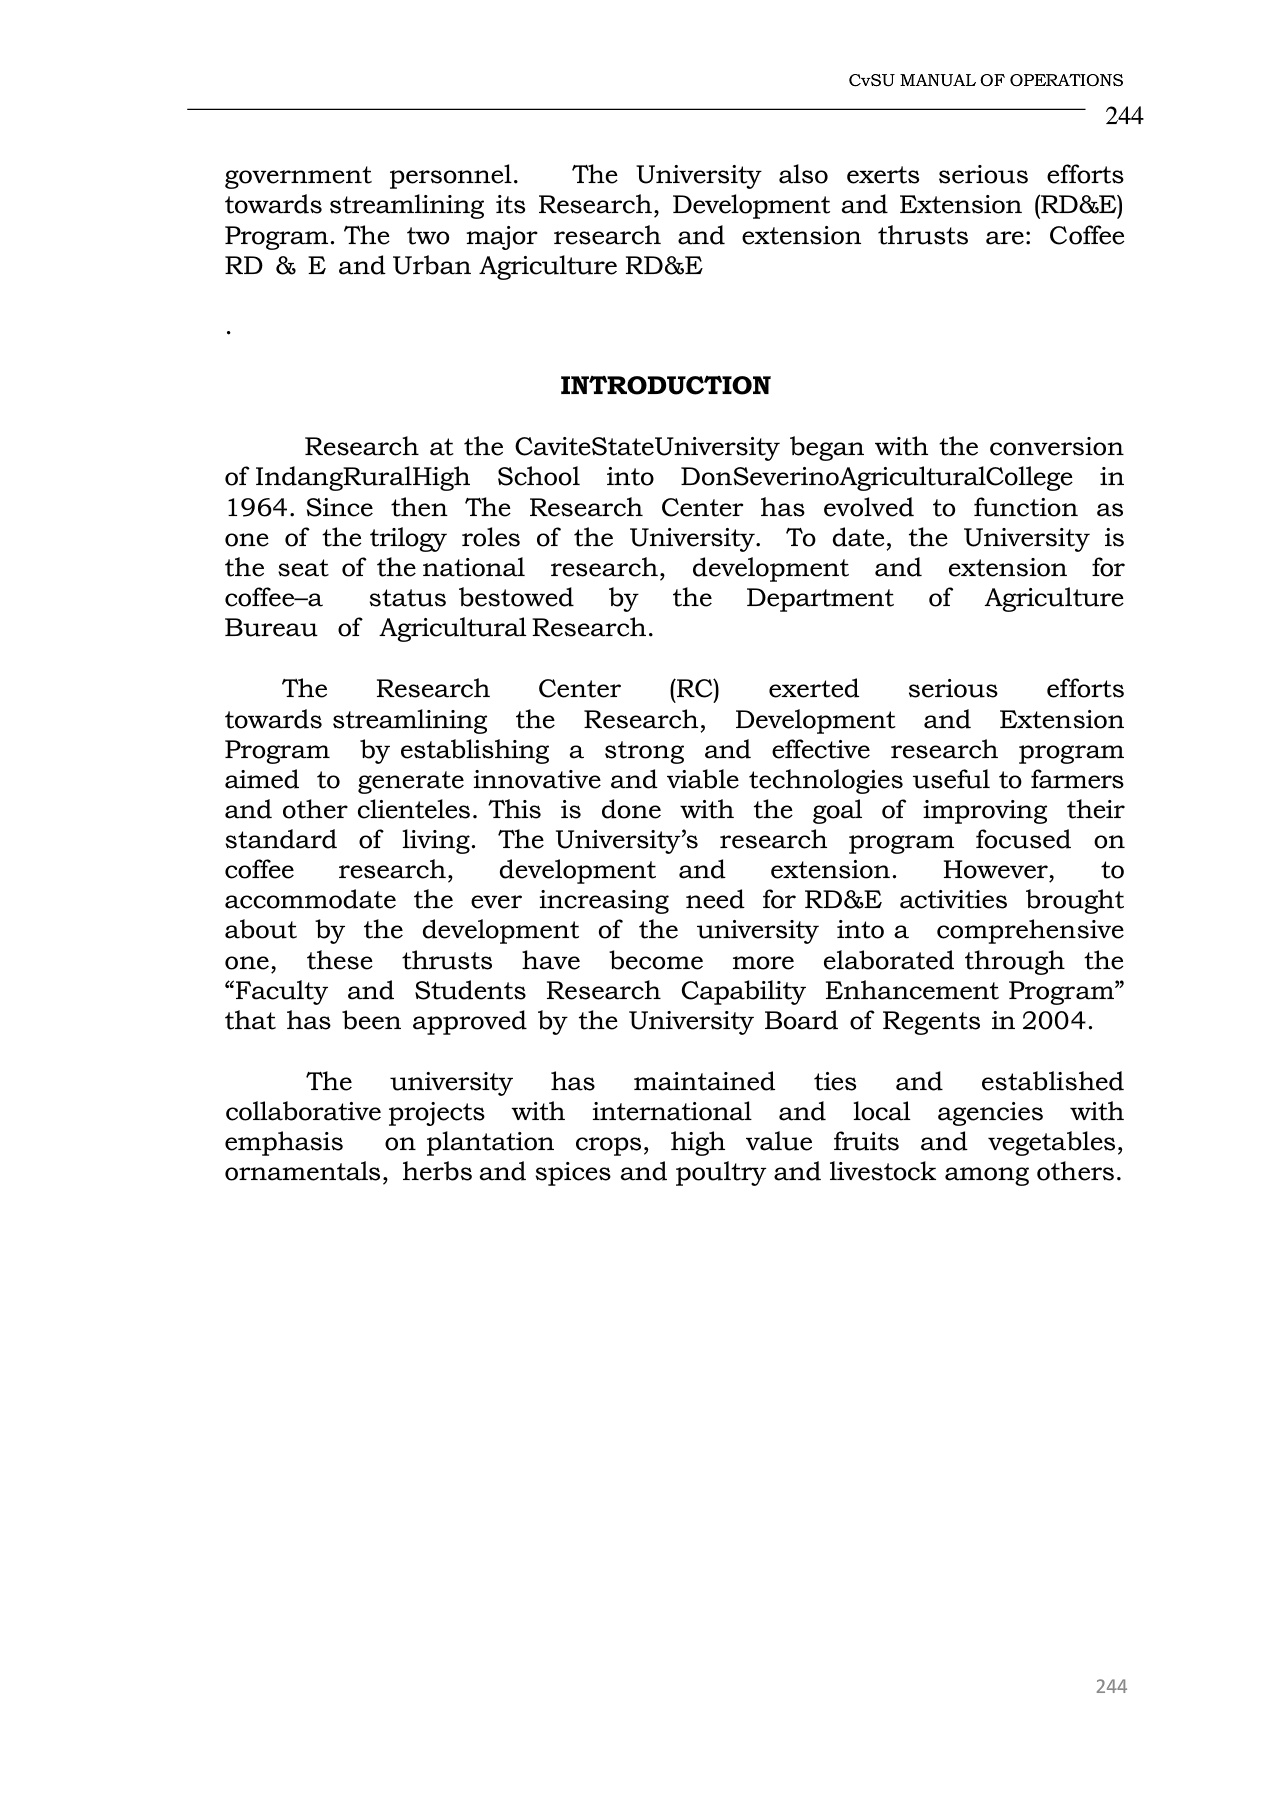 CvSU MANUAL OF OPERATIONS
244
government personnel. The University also exerts serious efforts
towards streamlining its Research, Development and Extension (RD&E)
Program. The two major research and extension thrusts are: Coffee
RD & E and Urban Agriculture RD&E
.
INTRODUCTION
Research at the CaviteStateUniversity began with the conversion
of IndangRuralHigh School into DonSeverinoAgriculturalCollege in
1964. Since then The Research Center has evolved to function as
one of the trilogy roles of the University. To date, the University is
the seat of the national research, development and extension for
coffee–a status bestowed by the Department of Agriculture
Bureau of Agricultural Research.
The Research Center (RC) exerted serious efforts
towards streamlining the Research, Development and Extension
Program by establishing a strong and effective research program
aimed to generate innovative and viable technologies useful to farmers
and other clienteles. This is done with the goal of improving their
standard of living. The University’s research program focused on
coffee research, development and extension. However, to
accommodate the ever increasing need for RD&E activities brought
about by the development of the university into a comprehensive
one, these thrusts have become more elaborated through the
“Faculty and Students Research Capability Enhancement Program”
that has been approved by the University Board of Regents in 2004.
The university has maintained ties and established
collaborative projects with international and local agencies with
emphasis on plantation crops, high value fruits and vegetables,
ornamentals, herbs and spices and poultry and livestock among others.
244